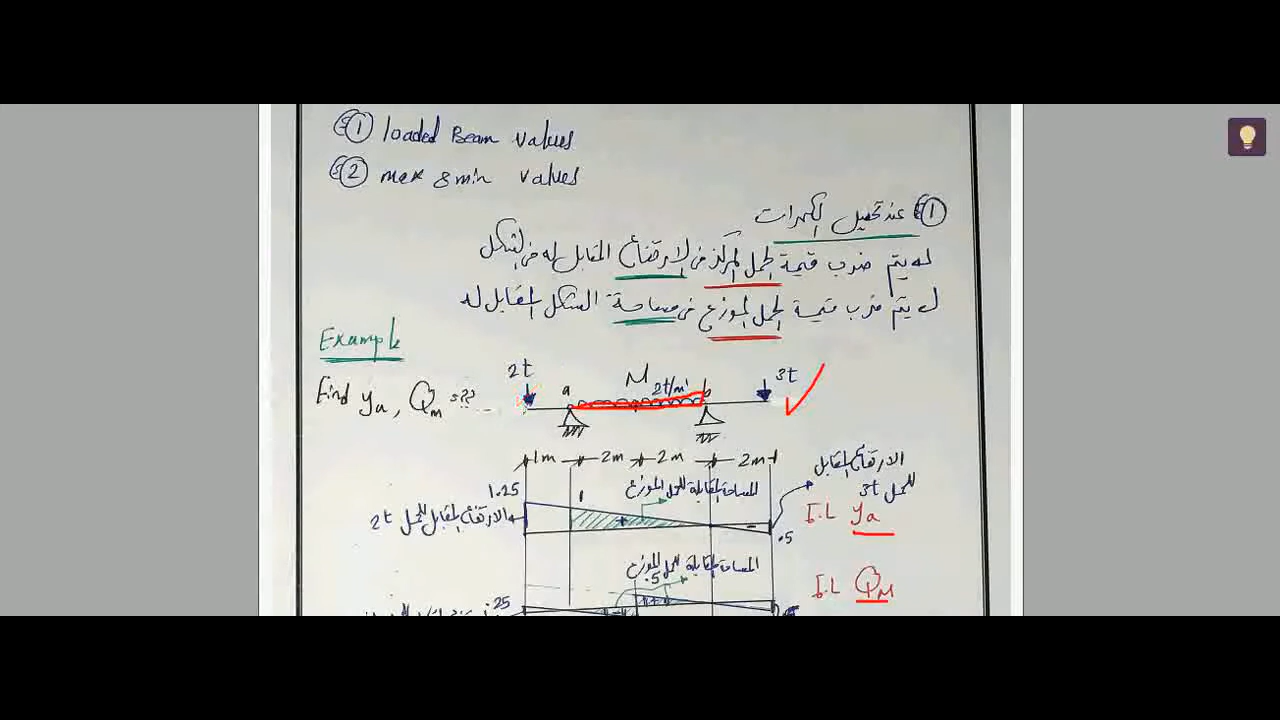 ① loaded Beam values
② max & min values
① عند تحميل الكمرات
له يتم ضرب قيمة الحمل المركز فى الارتفاع المقابل له فى الشكل
له يتم ضرب قيمة الحمل الموزع فى مساحة الشكل المقابل له
Example
Find Ya, QM ???
2t a M 2t/m' b 3t
1m 2m 2m 2m
1.25 1 المساحة المقابلة للحمل الموزع
الارتفاع المقابل للحمل 3t
الارتفاع المقابل للحمل 2t + - .5
I.L Ya
المساحة المقابلة للحمل الموزع
.25 .5 - +
I.L QM